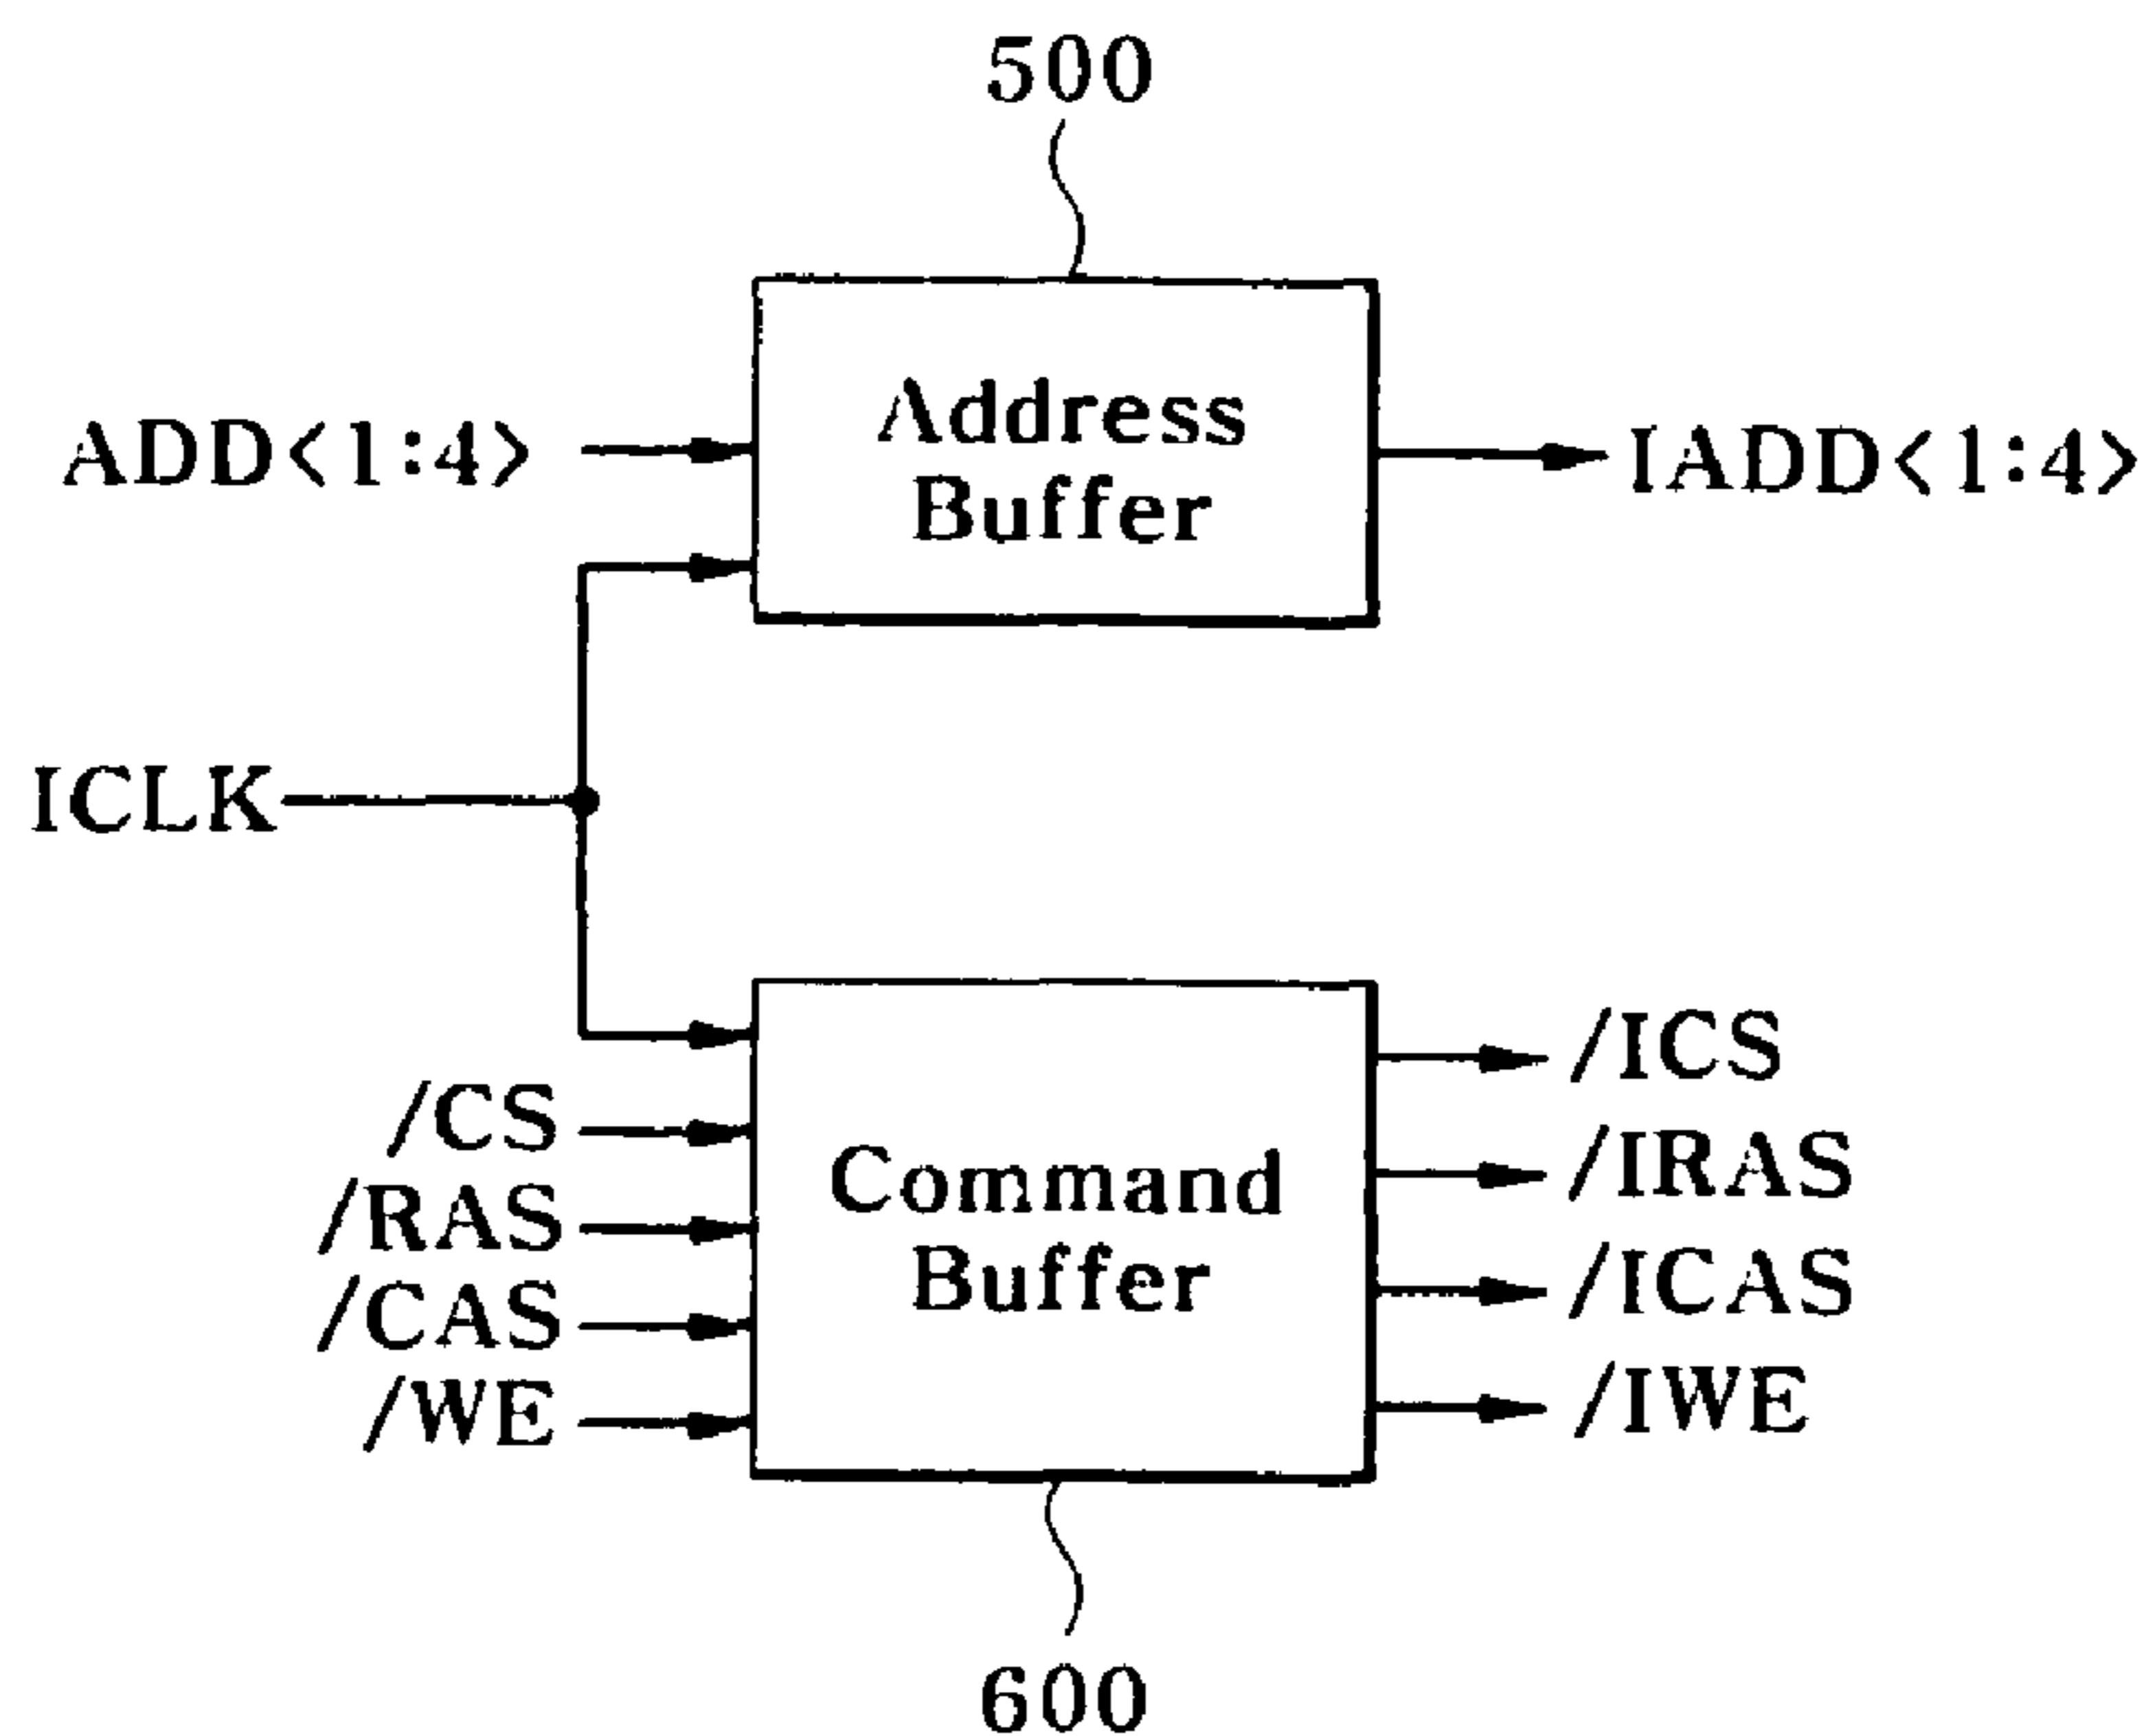 500
ADD<1:4>
Address
Buffer
IADD<1:4>
ICLK
/CS
/RAS
/CAS
/WE
Command
Buffer
/ICS
/IRAS
/ICAS
/IWE
600